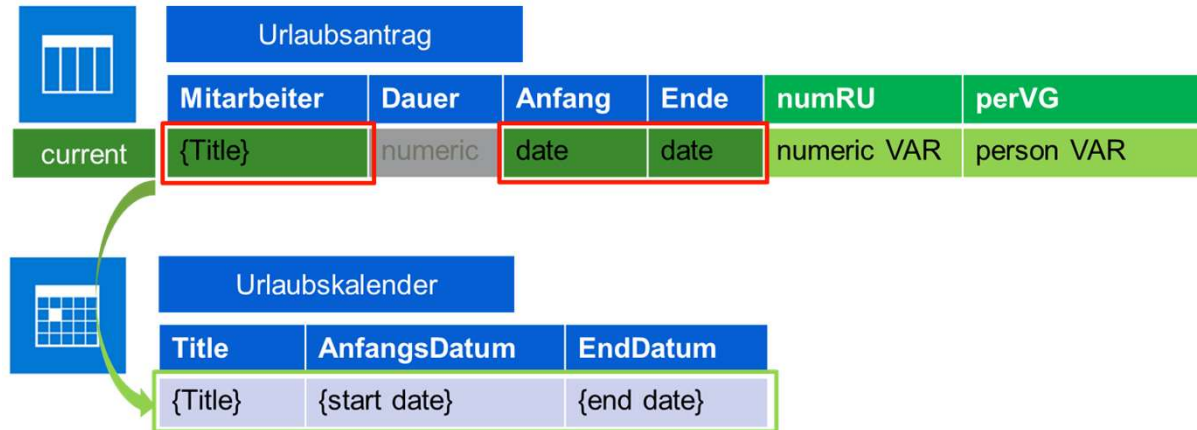 Urlaubsantrag
Mitarbeiter Dauer Anfang Ende numRU perVG
current {Title} numeric date date numeric VAR person VAR
Urlaubskalender
Title AnfangsDatum EndDatum
{Title} {start date} {end date}